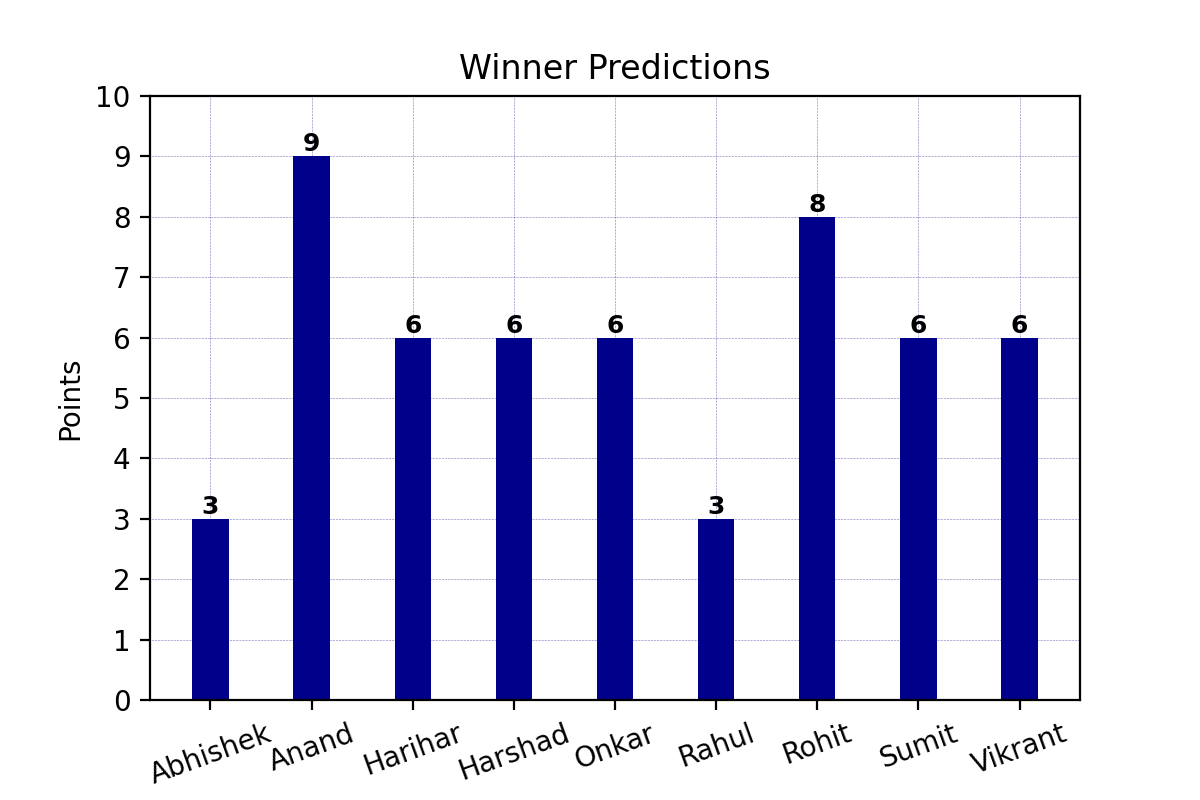 Winner Predictions
10
9
8
7
6
5
4
3
2
1
0
Points
3
9
6
6
6
3
8
6
6
Abhishek
Anand
Harihar
Harshad
Onkar
Rahul
Rohit
Sumit
Vikrant